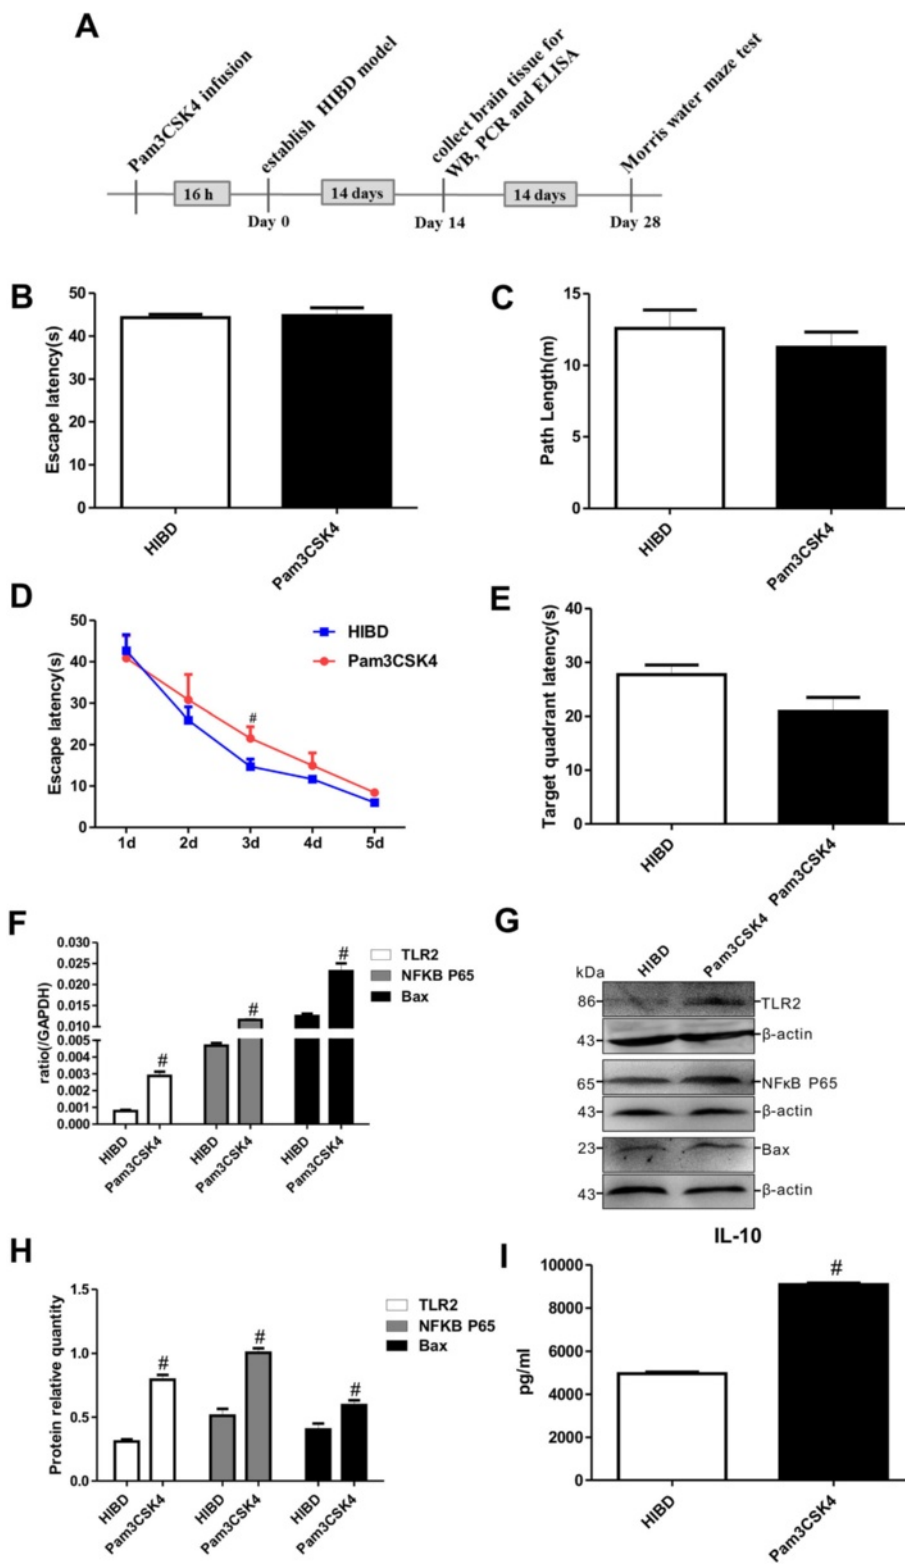 A
Pam3CSK4 infusion
establish HIBD model
collect brain tissue for
WB, PCR and ELISA
Morris water maze test
16 h
14 days
14 days
Day 0
Day 14
Day 28
B
Escape latency(s)
50
40
30
20
10
0
HIBD
Pam3CSK4
C
Path Length(m)
15
10
5
0
HIBD
Pam3CSK4
D
Escape latency(s)
50
40
30
20
10
0
HIBD
Pam3CSK4
#
1d 2d 3d 4d 5d
E
Target quadrant latency(s)
40
30
20
10
0
HIBD
Pam3CSK4
F
ratio(/GAPDH)
0.030
0.025
0.020
0.015
0.010
0.005
0.004
0.003
0.002
0.001
0.000
# # #
TLR2
NFKB P65
Bax
HIBD
Pam3CSK4
HIBD
Pam3CSK4
HIBD
Pam3CSK4
G
HIBD
Pam3CSK4
kDa
86 TLR2
43 β-actin
65 NFκB P65
43 β-actin
23 Bax
43 β-actin
H
Protein relative quantity
1.5
1.0
0.5
0.0
# # #
TLR2
NFKB P65
Bax
HIBD
Pam3CSK4
HIBD
Pam3CSK4
HIBD
Pam3CSK4
I
IL-10
pg/ml
10000
8000
6000
4000
2000
0
#
HIBD
Pam3CSK4